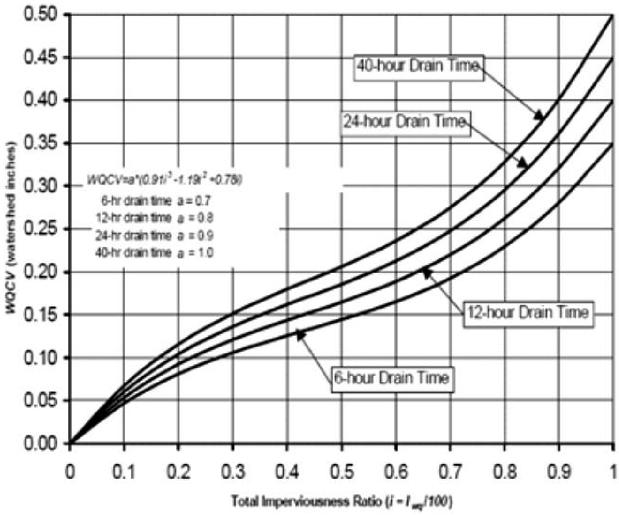 0.50
0.45
0.40
0.35
0.30
0.25
0.20
0.15
0.10
0.05
0.00
WQCV (watershed inches)
40-hour Drain Time
24-hour Drain Time
WQCV=a*(0.91i³ -1.19i² +0.78i)
6-hr drain time a = 0.7
12-hr drain time a = 0.8
24-hr drain time a = 0.9
40-hr drain time a = 1.0
12-hour Drain Time
6-hour Drain Time
0 0.1 0.2 0.3 0.4 0.5 0.6 0.7 0.8 0.9 1
Total Imperviousness Ratio (i = I wq/100)